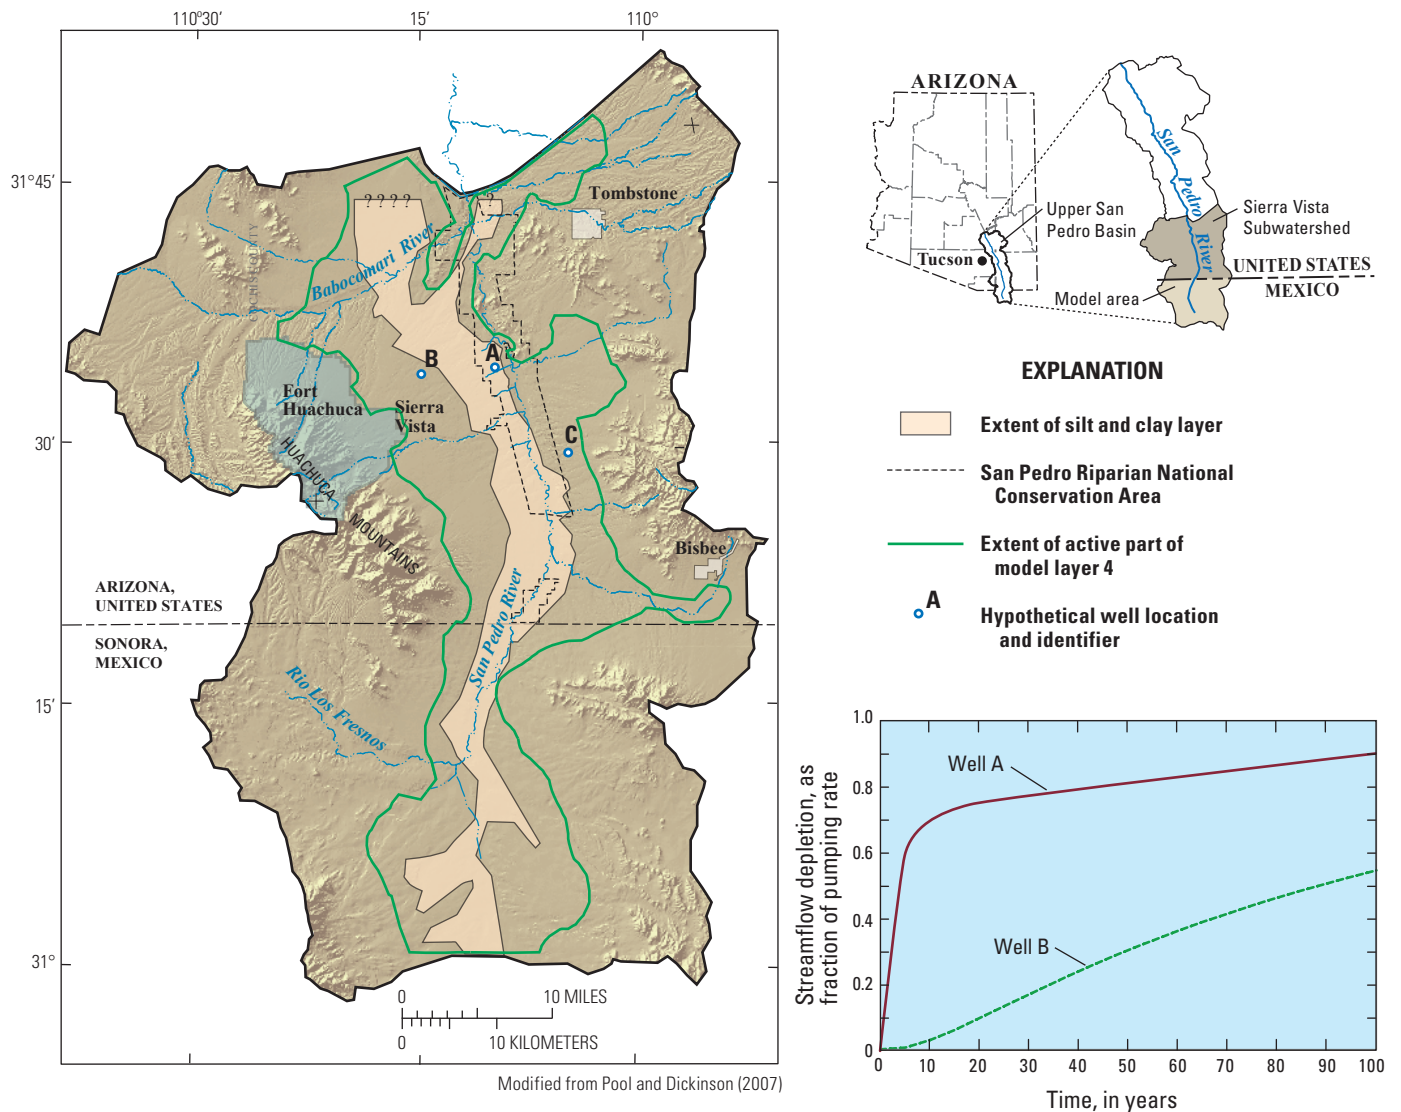 110°30′
15′
110°
31°45′
30′
15′
31°
Tombstone
? ? ? ?
?
Babocomari River
B
A
C
Fort
Huachuca
Sierra
Vista
HUACHUCA
MOUNTAINS
Bisbee
ARIZONA,
UNITED STATES
SONORA,
MEXICO
San Pedro River
Rio Los Fresnos
0
10 MILES
0
10 KILOMETERS
Modified from Pool and Dickinson (2007)
ARIZONA
Tucson
Upper San
Pedro Basin
San
Pedro
River
Sierra Vista
Subwatershed
UNITED STATES
MEXICO
Model area
EXPLANATION
Extent of silt and clay layer
San Pedro Riparian National
Conservation Area
Extent of active part of
model layer 4
A
Hypothetical well location
and identifier
Streamflow depletion, as
fraction of pumping rate
1.0
0.8
0.6
0.4
0.2
0
Well A
Well B
0 10 20 30 40 50 60 70 80 90 100
Time, in years